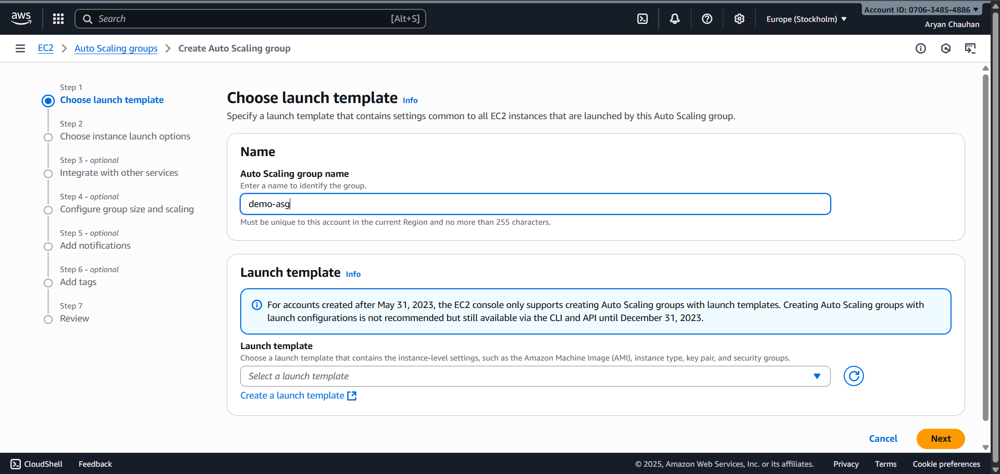 aws
Search
[Alt+S]
Europe (Stockholm)
Account ID: 0706-3485-4886
Aryan Chauhan
EC2
Auto Scaling groups
Create Auto Scaling group
Step 1
Choose launch template
Step 2
Choose instance launch options
Step 3 - optional
Integrate with other services
Step 4 - optional
Configure group size and scaling
Step 5 - optional
Add notifications
Step 6 - optional
Add tags
Step 7
Review
Choose launch template Info
Specify a launch template that contains settings common to all EC2 instances that are launched by this Auto Scaling group.
Name
Auto Scaling group name
Enter a name to identify the group.
demo-asg
Must be unique to this account in the current Region and no more than 255 characters.
Launch template Info
For accounts created after May 31, 2023, the EC2 console only supports creating Auto Scaling groups with launch templates. Creating Auto Scaling groups with
launch configurations is not recommended but still available via the CLI and API until December 31, 2023.
Launch template
Choose a launch template that contains the instance-level settings, such as the Amazon Machine Image (AMI), instance type, key pair, and security groups.
Select a launch template
Create a launch template
Cancel
Next
CloudShell
Feedback
© 2025, Amazon Web Services, Inc. or its affiliates.
Privacy
Terms
Cookie preferences